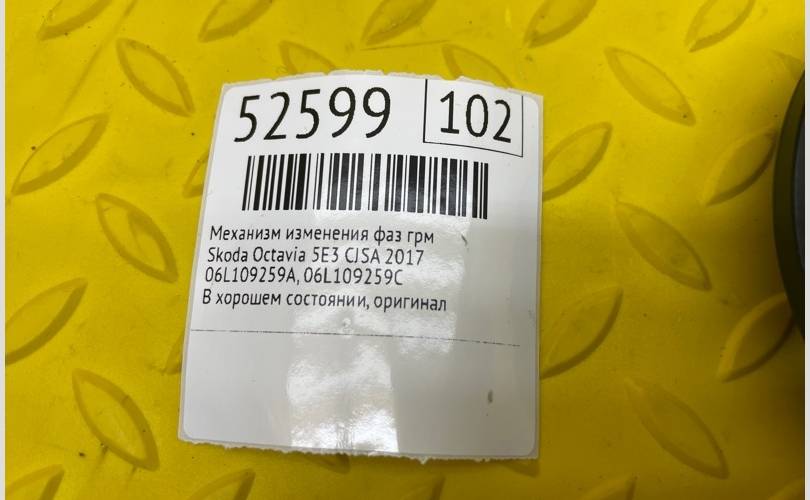 52599 102
Механизм изменения фаз грм
Skoda Octavia 5E3 CJSA 2017
06L109259A, 06L109259C
В хорошем состоянии, оригинал